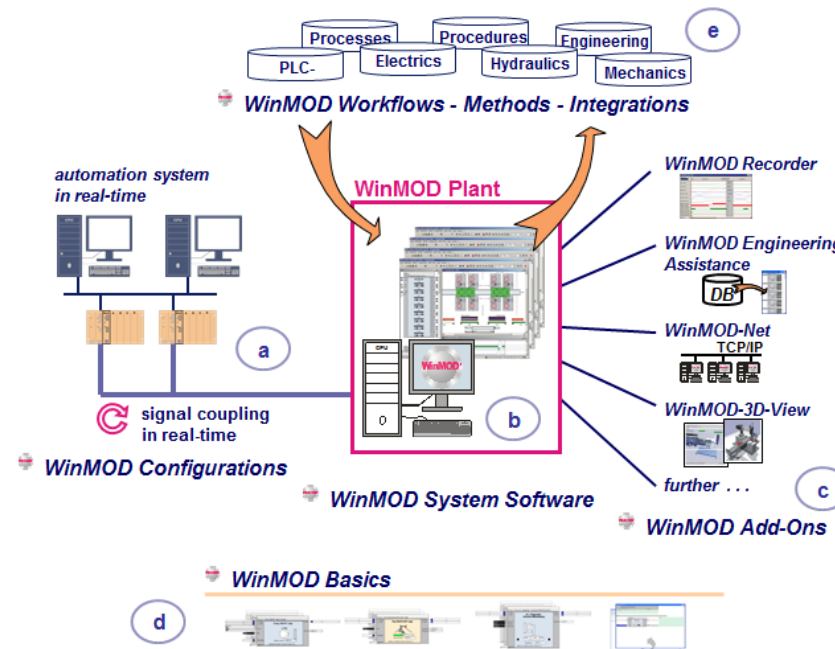 e
Processes
Procedures
Engineering
PLC-
Electrics
Hydraulics
Mechanics
WinMOD Workflows - Methods - Integrations
automation system
in real-time
WinMOD Plant
WinMOD Recorder
WinMOD Engineering
Assistance
DB
WinMOD-Net
TCP/IP
a
CPU
WinMOD
b
signal coupling
in real-time
WinMOD-3D-View
further . . .
c
WinMOD Configurations
WinMOD System Software
WinMOD Add-Ons
WinMOD Basics
d